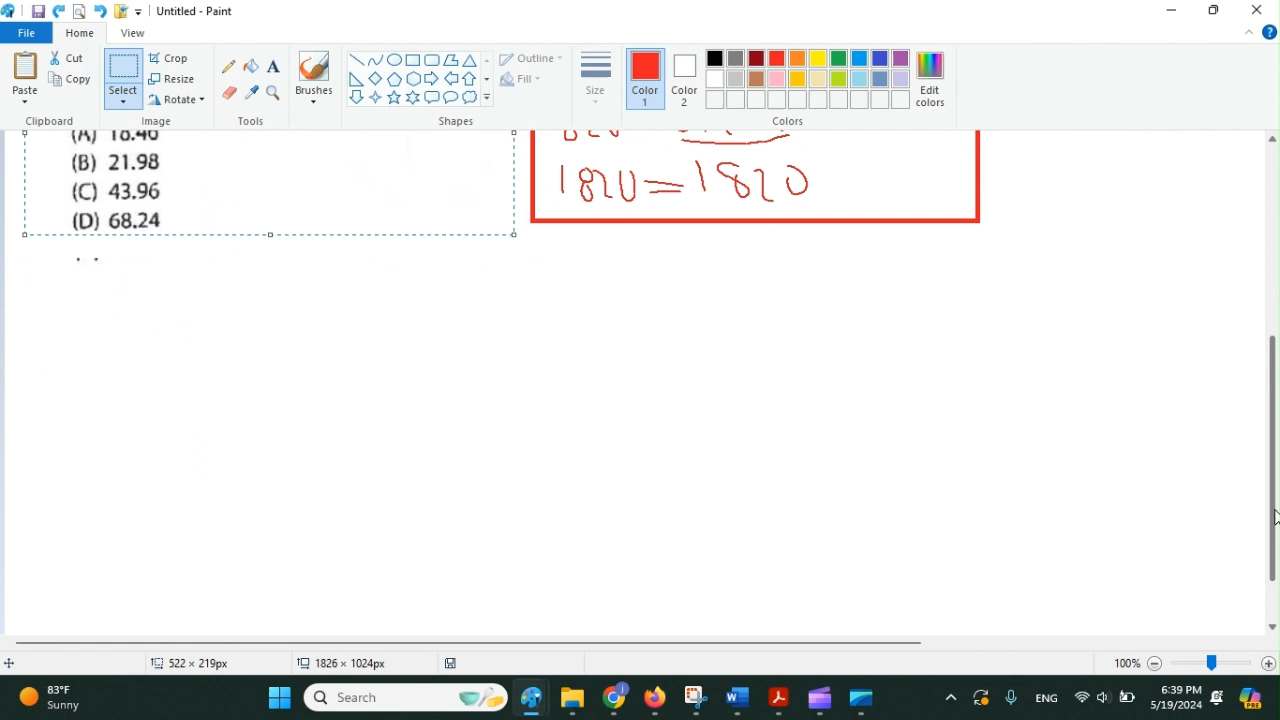 Untitled - Paint
File
Home
View
Paste
Cut
Copy
Clipboard
Select
Crop
Resize
Rotate
Image
Tools
Brushes
Shapes
Outline
Fill
Size
Color 1
Color 2
Edit colors
Colors
(A) 18.46
(B) 21.98
(C) 43.96
(D) 68.24
1820=1820
522 × 219px
1826 × 1024px
100%
83°F
Sunny
Search
ENG
6:39 PM
5/19/2024